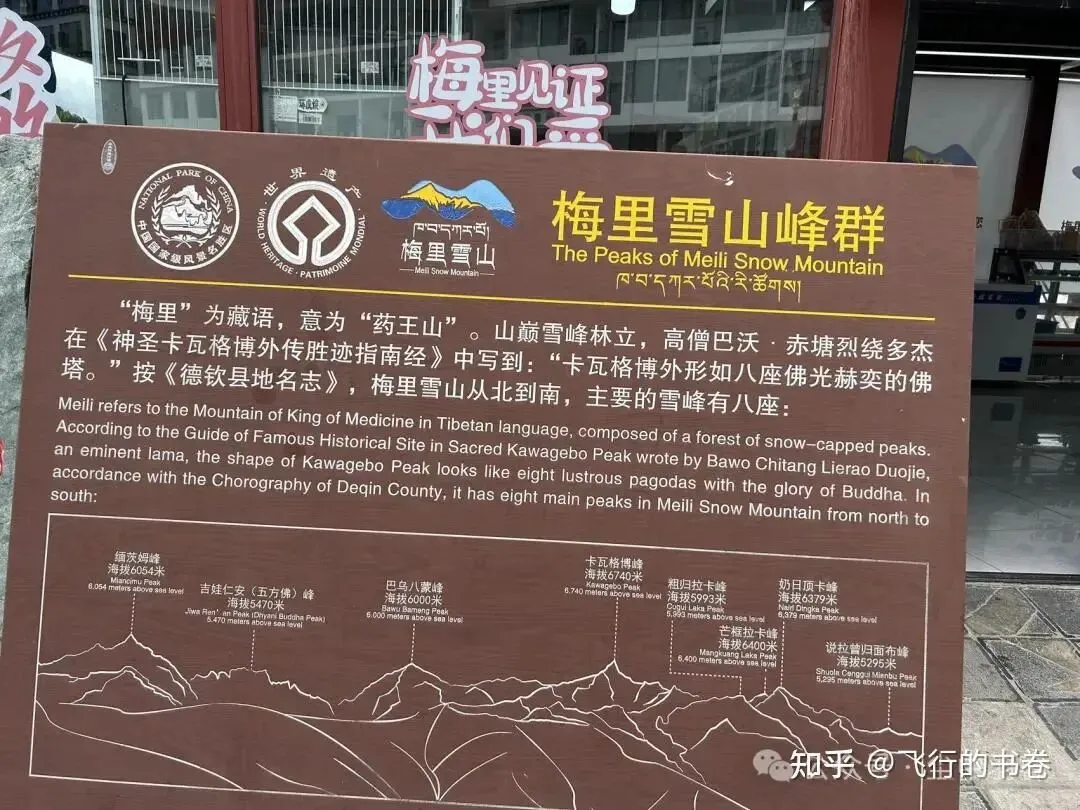 梅里见证
我们
NATIONAL PARK OF CHINA
中国国家级风景名胜区
世界遗产
WORLD HERITAGE · PATRIMOINE MONDIAL
ཁ་བ་དཀར་པོ།
梅里雪山
Meili Snow Mountain
梅里雪山峰群
The Peaks of Meili Snow Mountain
ཁ་བ་དཀར་པོའི་རི་ཚོགས།
“梅里”为藏语，意为“药王山”。山巅雪峰林立，高僧巴沃·赤塘烈绕多杰
在《神圣卡瓦格博外传胜迹指南经》中写到：“卡瓦格博外形如八座佛光赫奕的佛
塔。”按《德钦县地名志》，梅里雪山从北到南，主要的雪峰有八座：
Meili refers to the Mountain of King of Medicine in Tibetan language, composed of a forest of snow-capped peaks.
According to the Guide of Famous Historical Site in Sacred Kawagebo Peak wrote by Bawo Chitang Lierao Duojie,
an eminent lama, the shape of Kawagebo Peak looks like eight lustrous pagodas with the glory of Buddha. In
accordance with the Chorography of Deqin County, it has eight main peaks in Meili Snow Mountain from north to
south:
缅茨姆峰
海拔6054米
Miancimu Peak
6.054 meters above sea level
吉娃仁安（五方佛）峰
海拔5470米
Jiwa Ren'an Peak (Dhyani Buddha Peak)
5.470 meters above sea level
巴乌八蒙峰
海拔6000米
Bawu Bameng Peak
6.000 meters above sea level
卡瓦格博峰
海拔6740米
Kawagebo Peak
6.740 meters above sea level
粗归拉卡峰
海拔5993米
Cugui Laka Peak
5,993 meters above sea level
芒框拉卡峰
海拔6400米
Mangkuang Laka Peak
6,400 meters above sea level
奶日顶卡峰
海拔6379米
Nairi Dingka Peak
6,379 meters above sea level
说拉曾归面布峰
海拔5295米
Shuola Cenggui Mienbu Peak
5,295 meters above sea level
知乎 @飞行的书卷